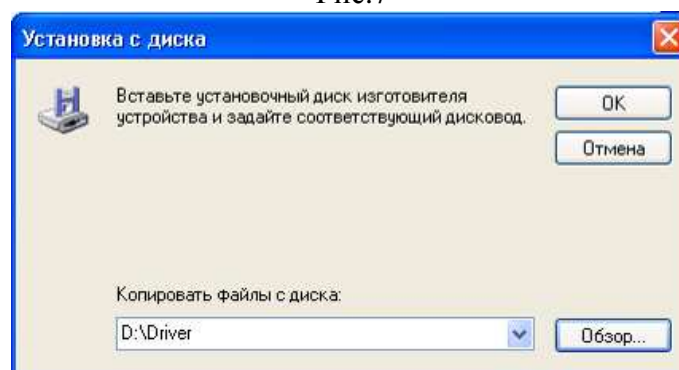 Рис.7
Установка с диска
Вставьте установочный диск изготовителя
устройства и задайте соответствующий дисковод.
OK
Отмена
Копировать файлы с диска:
D:\Driver
Обзор...